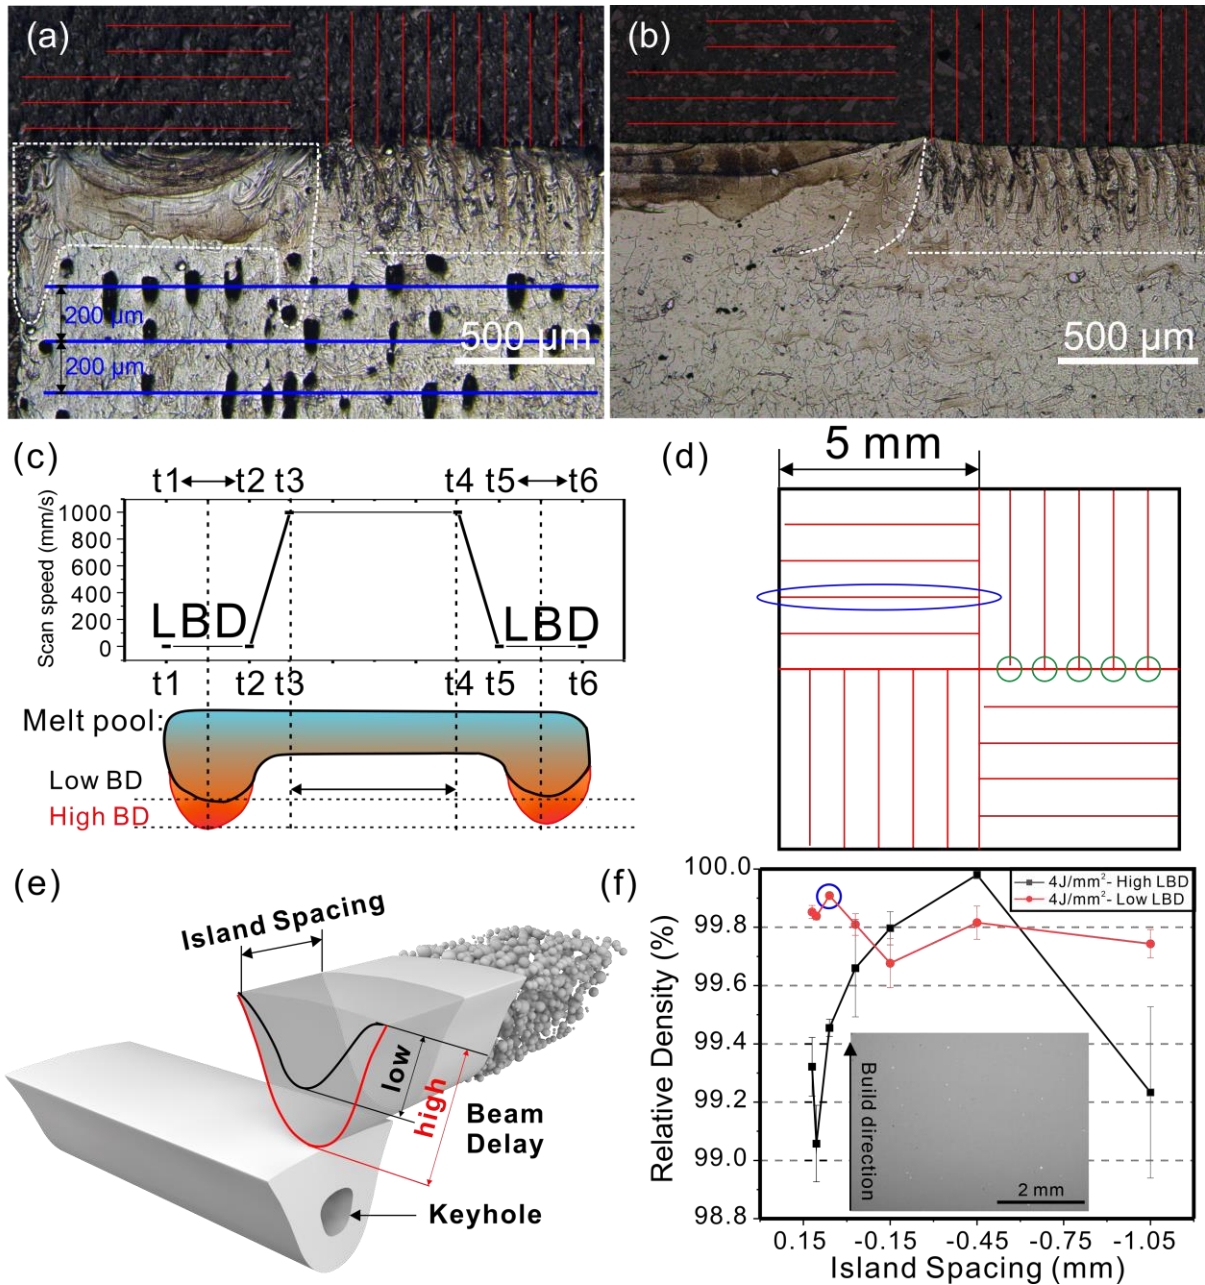 (a)
200 µm
200 µm
500 µm
(b)
500 µm
(c)
t1 t2 t3 t4 t5 t6
Scan speed (mm/s)
1000
800
600
400
200
0
LBD
LBD
t1 t2 t3 t4 t5 t6
Melt pool:
Low BD
High BD
(d)
5 mm
(e)
Island Spacing
low
high
Beam
Delay
Keyhole
(f)
Relative Density (%)
100.0
99.8
99.6
99.4
99.2
99.0
98.8
4J/mm²- High LBD
4J/mm²- Low LBD
Build direction
2 mm
0.15 -0.15 -0.45 -0.75 -1.05
Island Spacing (mm)